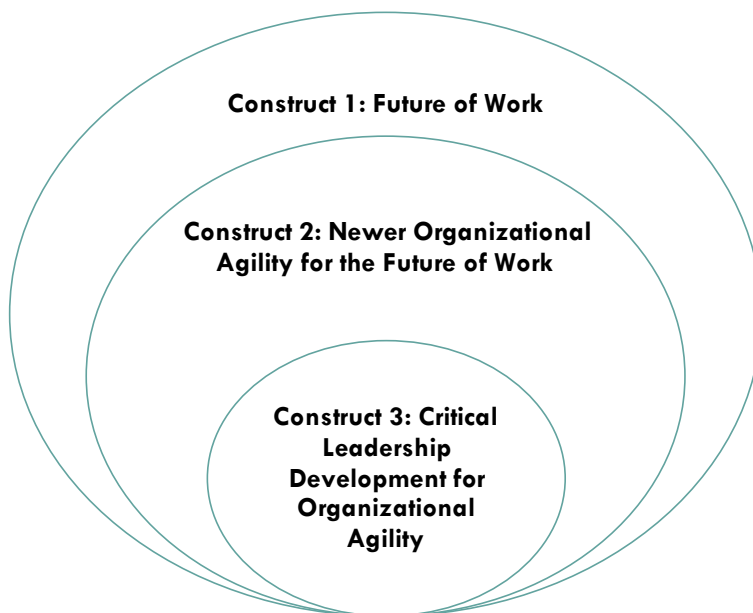 Construct 1: Future of Work
Construct 2: Newer Organizational
Agility for the Future of Work
Construct 3: Critical
Leadership
Development for
Organizational
Agility